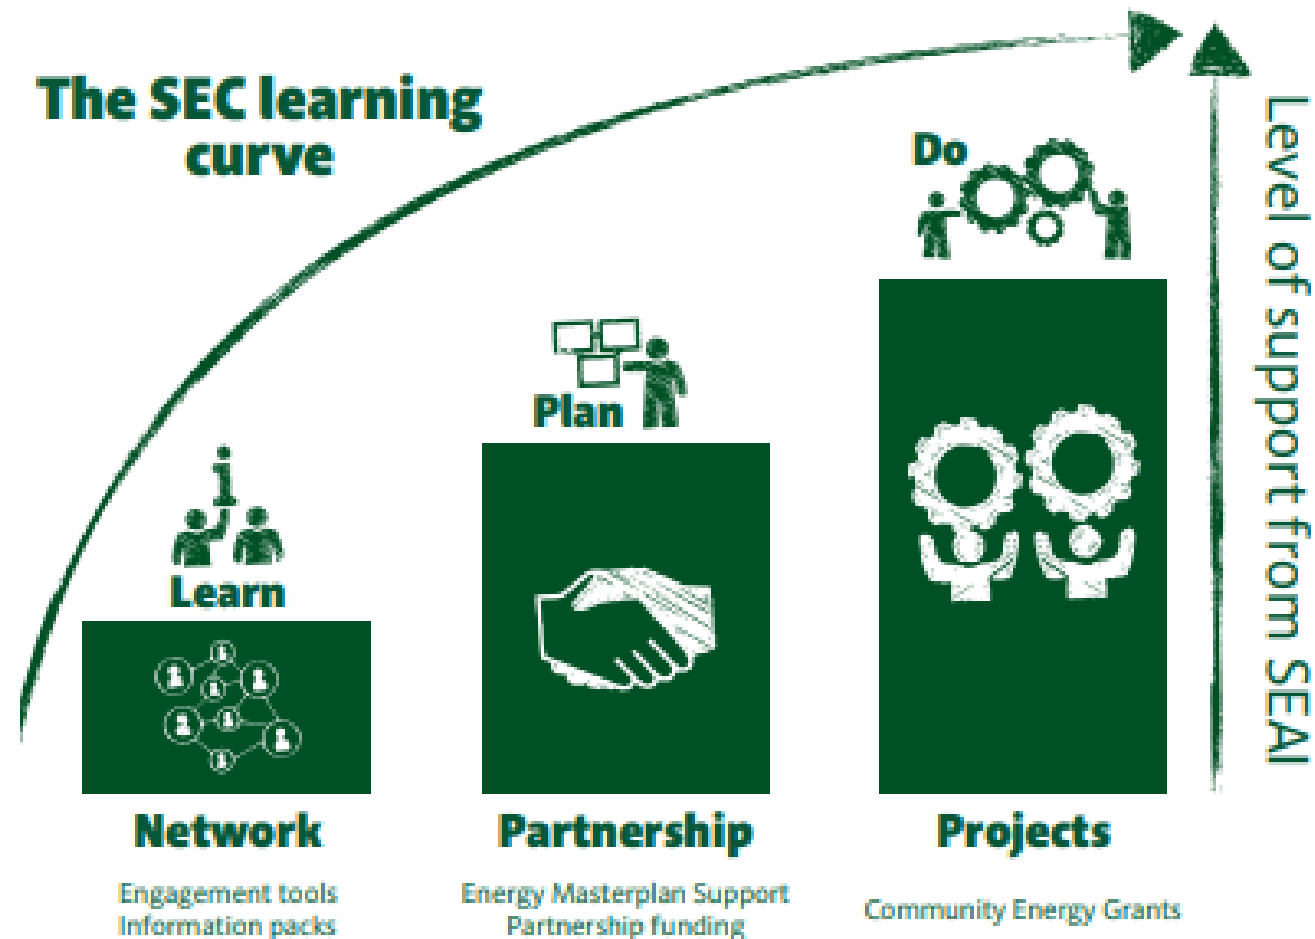 The SEC learning
curve
Do
Plan
Learn
Level of support from SEAI
Network
Partnership
Projects
Engagement tools
Information packs
Energy Masterplan Support
Partnership funding
Community Energy Grants